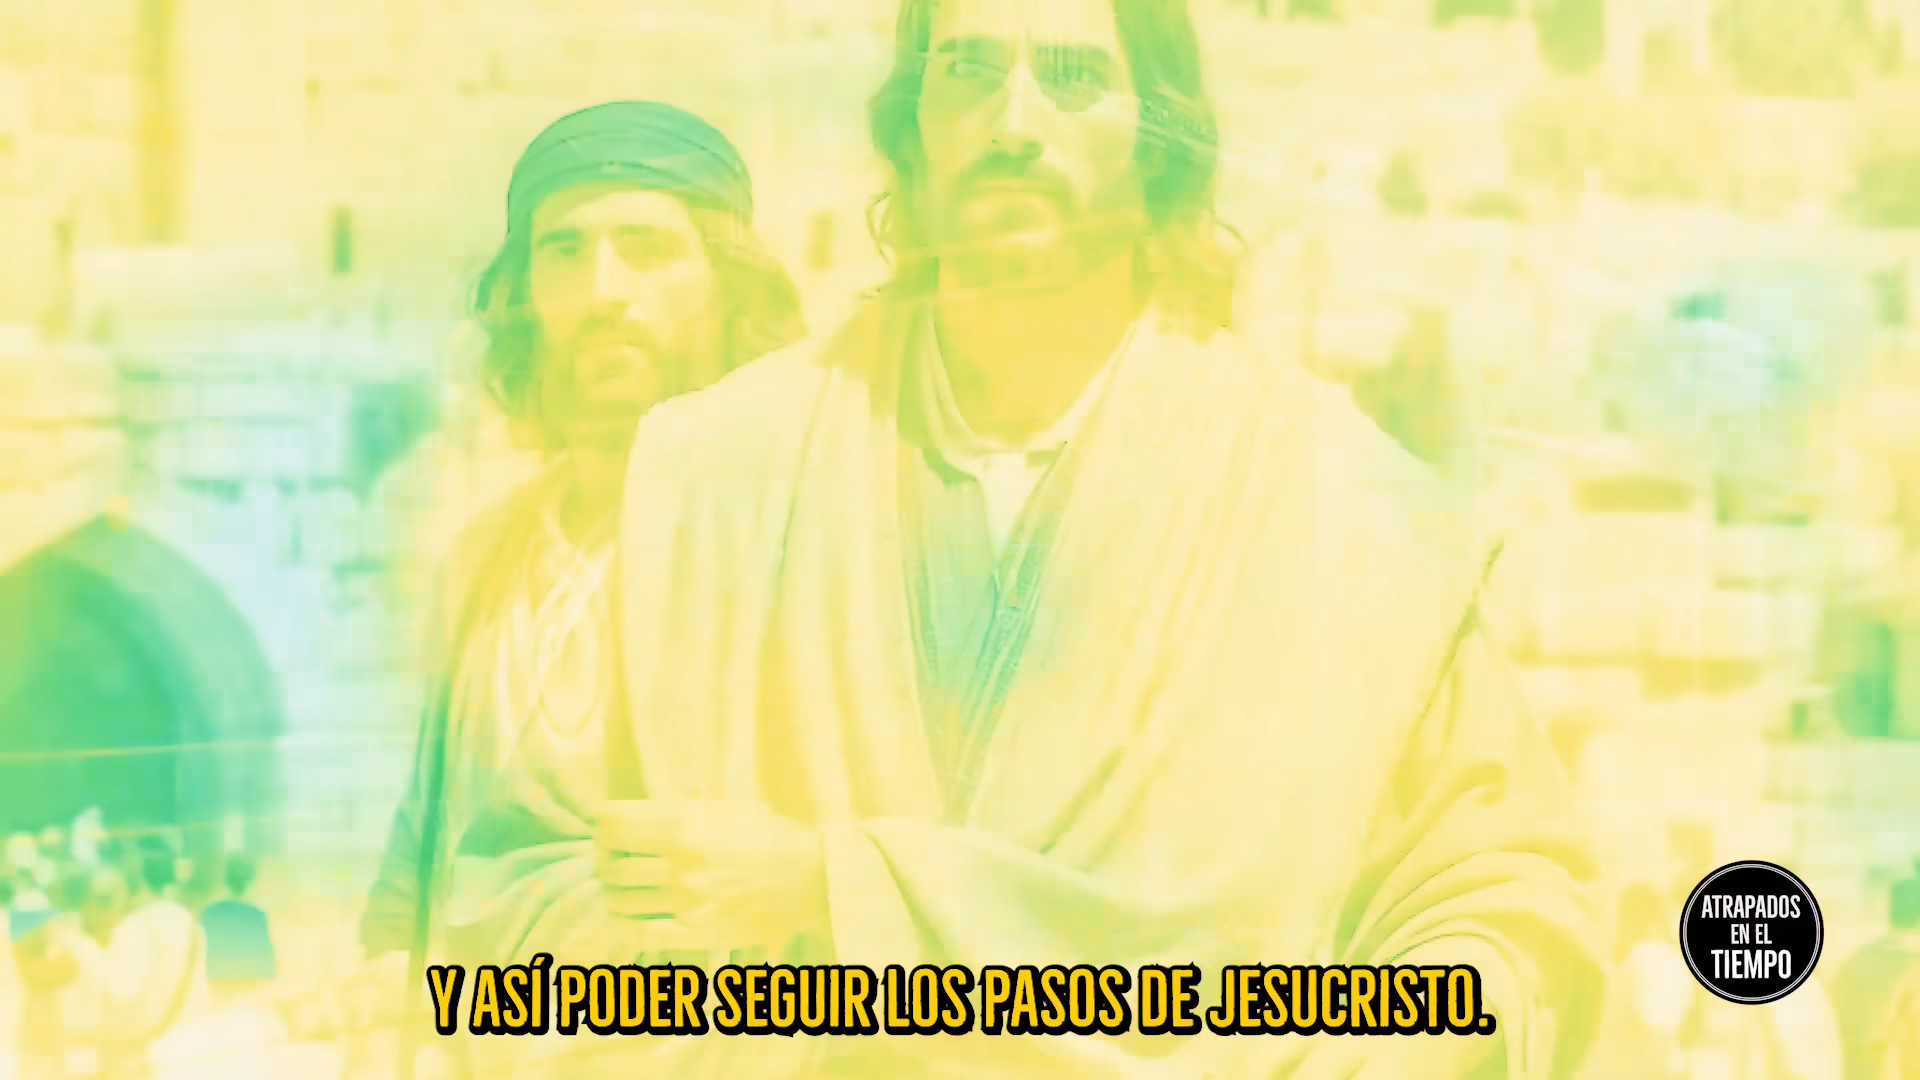 ATRAPADOS
EN EL
TIEMPO
Y ASÍ PODER SEGUIR LOS PASOS DE JESUCRISTO.